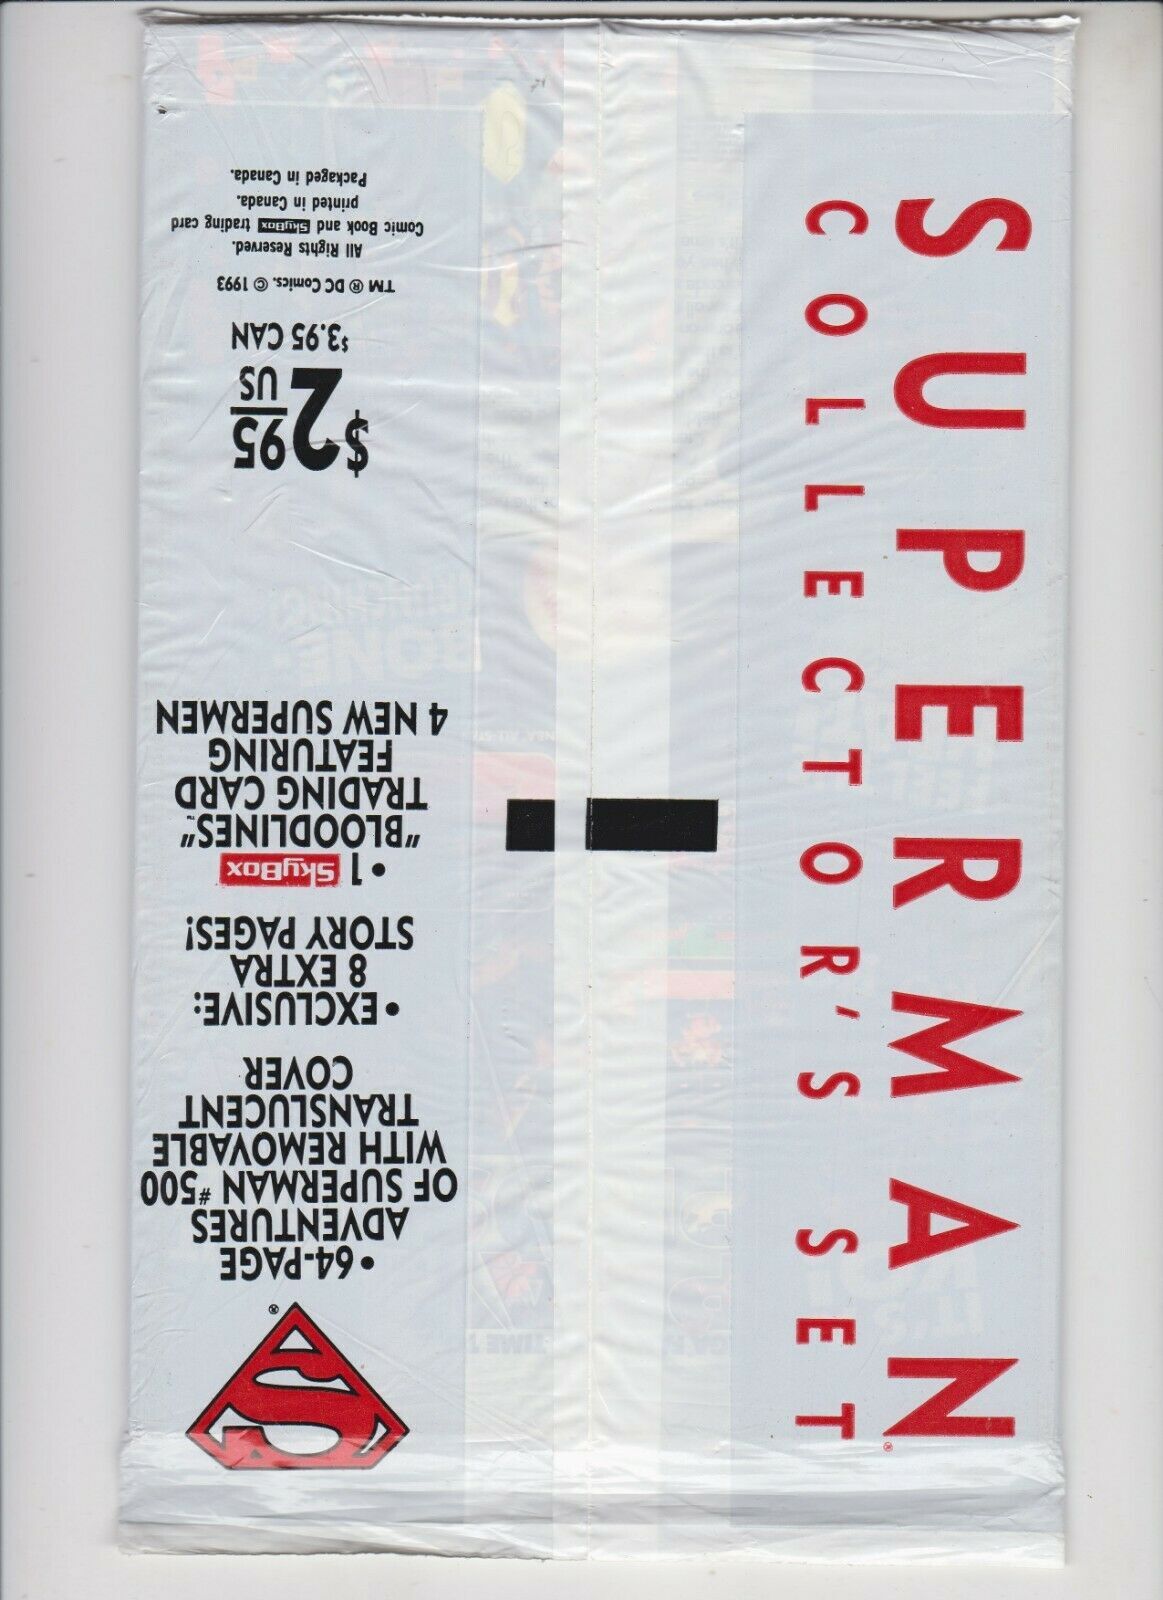 SUPERMAN®
COLLECTOR'S SET
®
•64-PAGE
ADVENTURES
OF SUPERMAN #500
WITH REMOVABLE
TRANSLUCENT
COVER
•EXCLUSIVE:
8 EXTRA
STORY PAGES!
•1 SKYBOX
"BLOODLINES™"
TRADING CARD
FEATURING
4 NEW SUPERMEN
$2.95
US
$3.95 CAN
TM ® DC Comics. © 1993
All Rights Reserved.
Comic Book and SKYBOX trading card
printed in Canada.
Packaged in Canada.